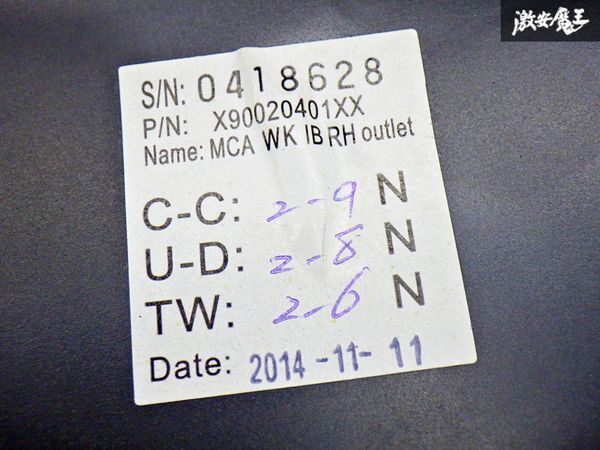 激安魔王
S/N: 0418628
P/N: X90020401XX
Name: MCA WK IB RH outlet
C-C: 2-9 N
U-D: 2-8 N
TW: 2-6 N
Date: 2014-11-11